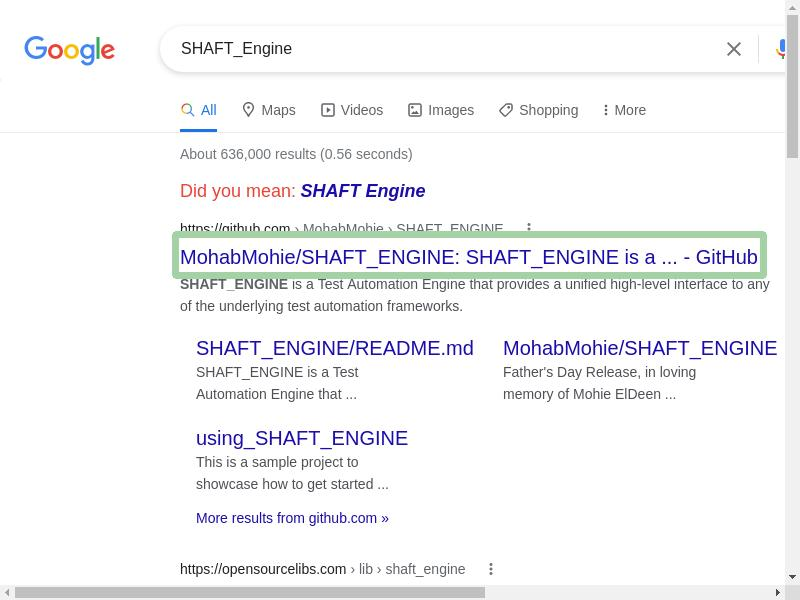 Google
SHAFT_Engine
All Maps Videos Images Shopping More
About 636,000 results (0.56 seconds)
Did you mean: SHAFT Engine
https://github.com › MohabMohie › SHAFT_ENGINE
MohabMohie/SHAFT_ENGINE: SHAFT_ENGINE is a ... - GitHub
SHAFT_ENGINE is a Test Automation Engine that provides a unified high-level interface to any
of the underlying test automation frameworks.
SHAFT_ENGINE/README.md
SHAFT_ENGINE is a Test
Automation Engine that ...
MohabMohie/SHAFT_ENGINE
Father's Day Release, in loving
memory of Mohie ElDeen ...
using_SHAFT_ENGINE
This is a sample project to
showcase how to get started ...
More results from github.com »
https://opensourcelibs.com › lib › shaft_engine